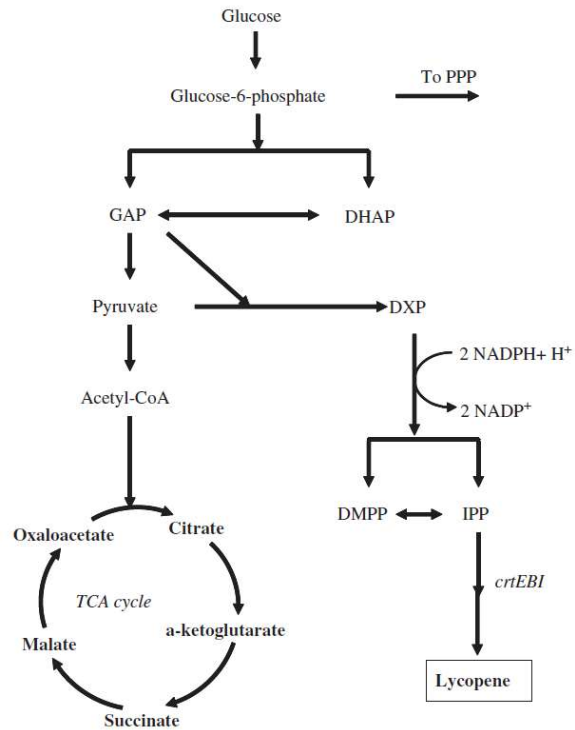 Glucose
To PPP
Glucose-6-phosphate
GAP
DHAP
Pyruvate
DXP
2 NADPH+ H⁺
Acetyl-CoA
2 NADP⁺
DMPP
IPP
Oxaloacetate
Citrate
crtEBI
TCA cycle
a-ketoglutarate
Malate
Lycopene
Succinate